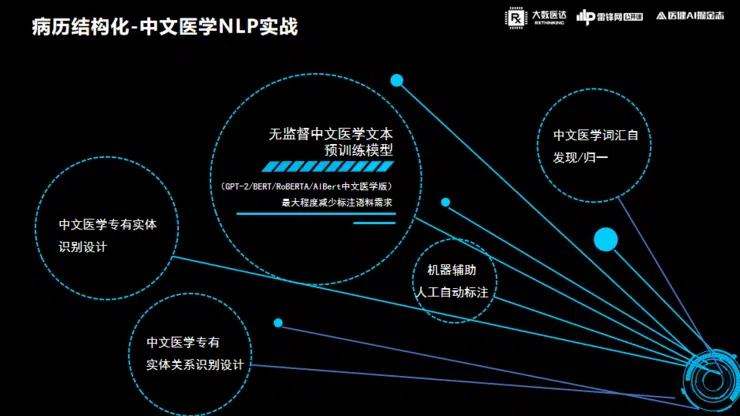 病历结构化-中文医学NLP实战
Rx
大数医达
RXTHINKING
雷锋网
公开课
医健AI掘金志
无监督中文医学文本
预训练模型
(GPT-2/BERT/RoBERTA/AlBert中文医学版)
最大程度减少标注语料需求
中文医学词汇自
发现/归一
中文医学专有实体
识别设计
机器辅助
人工自动标注
中文医学专有
实体关系识别设计